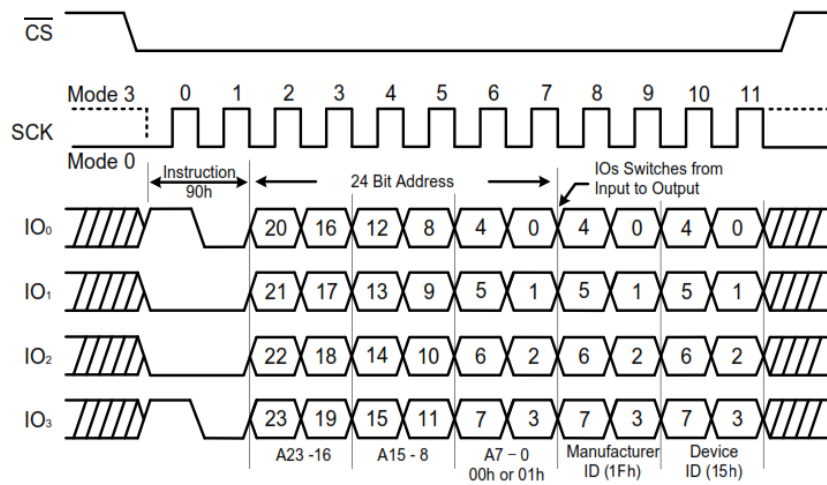 CS
Mode 3
0 1 2 3 4 5 6 7 8 9 10 11
SCK
Mode 0
Instruction
90h
24 Bit Address
IOs Switches from
Input to Output
IO0 20 16 12 8 4 0 4 0 4 0
IO1 21 17 13 9 5 1 5 1 5 1
IO2 22 18 14 10 6 2 6 2 6 2
IO3 23 19 15 11 7 3 7 3 7 3
A23 -16 A15 - 8 A7 – 0 Manufacturer Device
00h or 01h ID (1Fh) ID (15h)